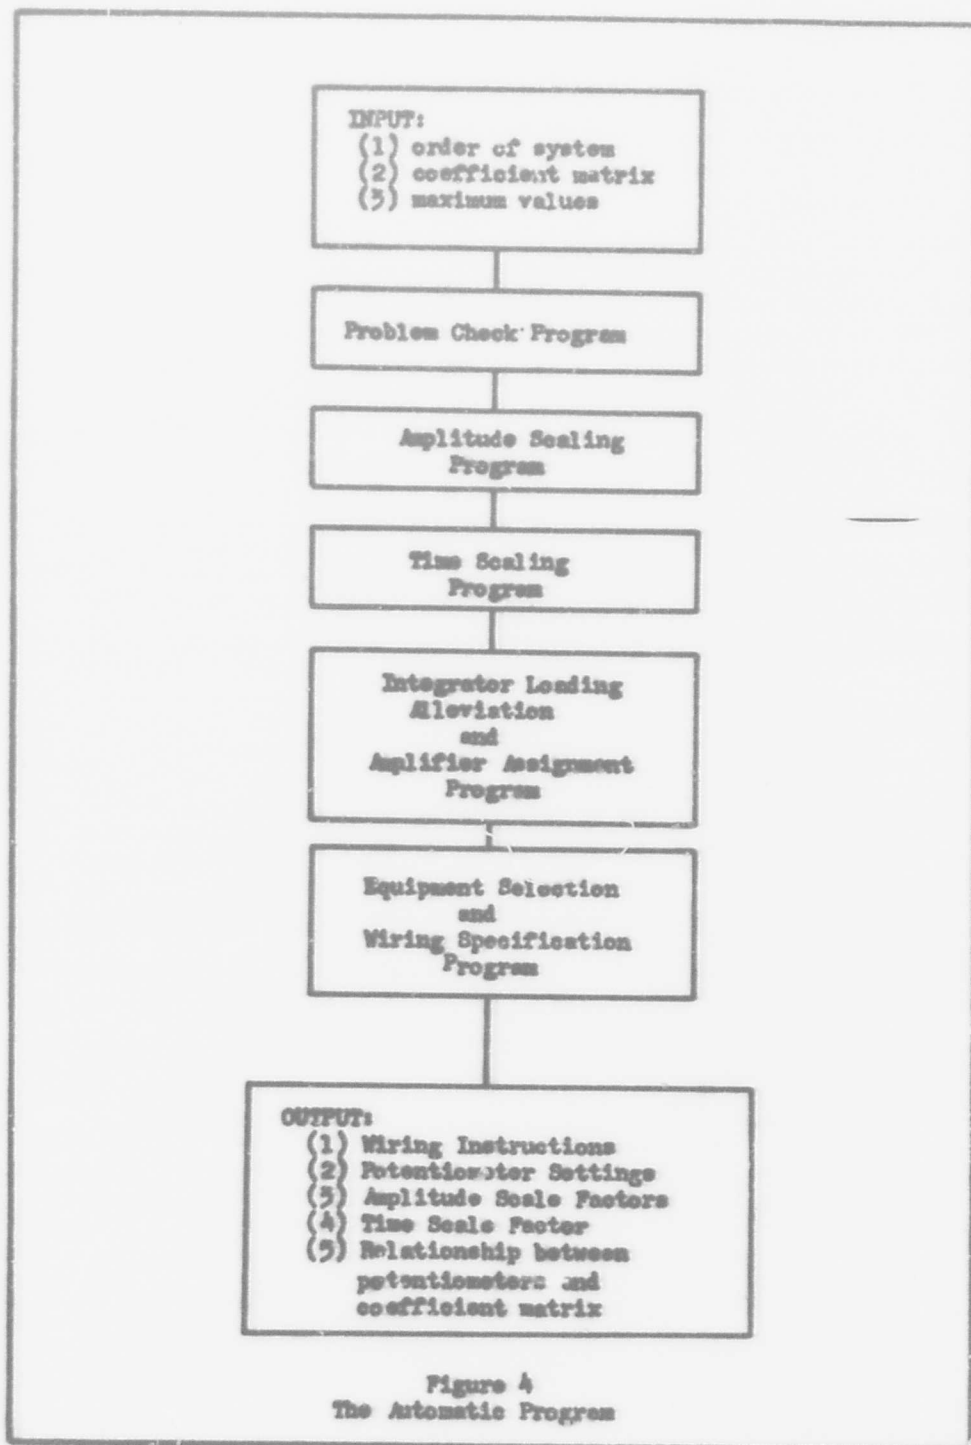 INPUT:
(1) order of system
(2) coefficient matrix
(3) maximum values
Problem Check Program
Amplitude Scaling
Program
Time Scaling
Program
Integrator Loading
Alleviation
and
Amplifier Assignment
Program
Equipment Selection
and
Wiring Specification
Program
OUTPUT:
(1) Wiring Instructions
(2) Potentiometer Settings
(3) Amplitude Scale Factors
(4) Time Scale Factor
(5) Relationship between
potentiometers and
coefficient matrix
Figure 4
The Automatic Program